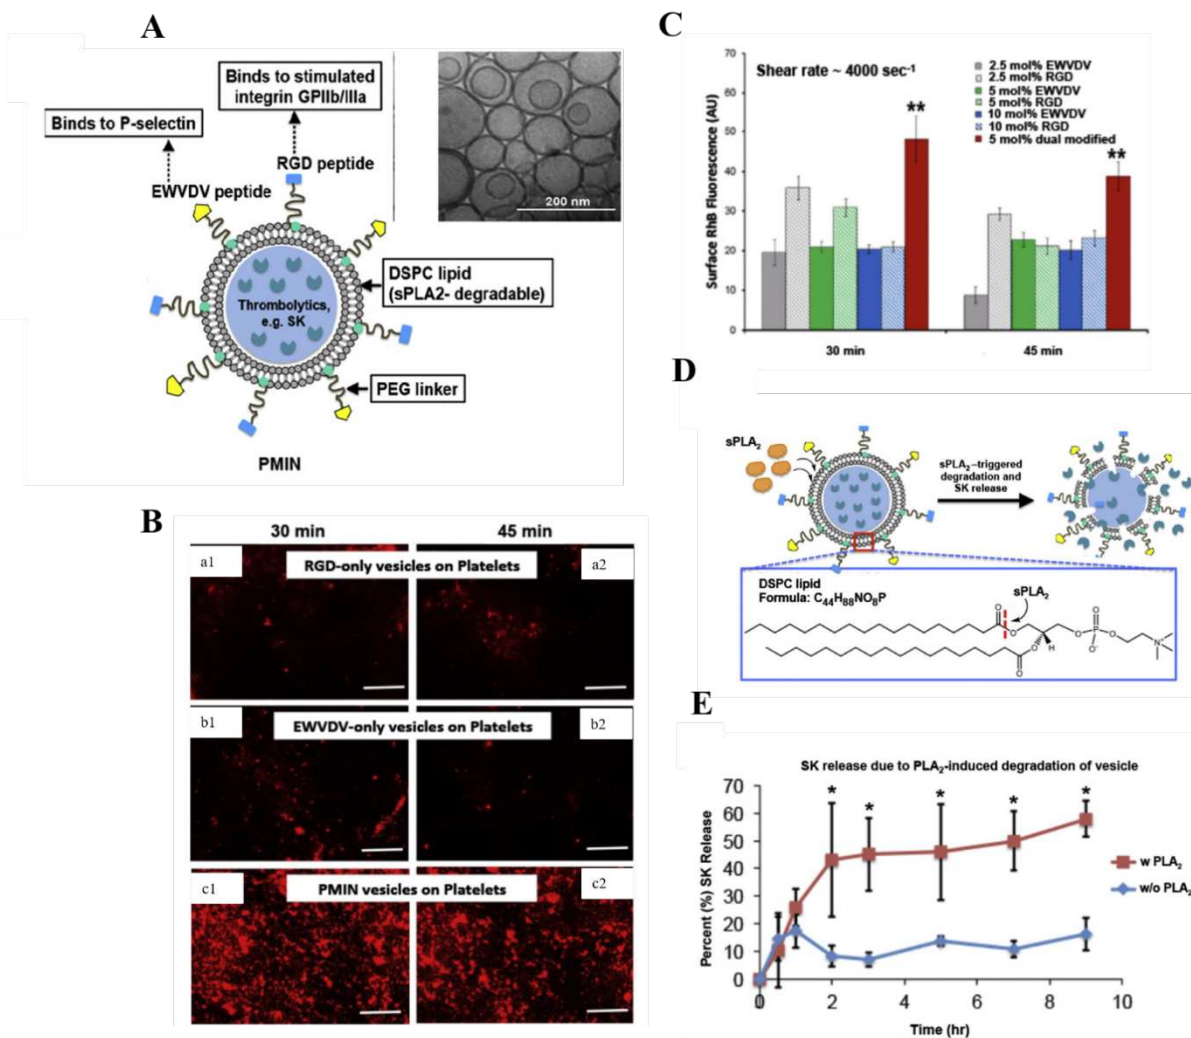 A
Binds to stimulated
integrin GPIIb/IIIa
Binds to P-selectin
RGD peptide
EWVDV peptide
200 nm
DSPC lipid
(sPLA2- degradable)
Thrombolytics,
e.g. SK
PEG linker
PMIN
B
30 min
45 min
a1
RGD-only vesicles on Platelets
a2
b1
EWVDV-only vesicles on Platelets
b2
c1
PMIN vesicles on Platelets
c2
C
Surface RhB Fluorescence (AU)
70
60
50
40
30
20
10
0
Shear rate ~ 4000 sec⁻¹
2.5 mol% EWVDV
2.5 mol% RGD
5 mol% EWVDV
5 mol% RGD
10 mol% EWVDV
10 mol% RGD
5 mol% dual modified
**
**
30 min
45 min
D
sPLA₂
sPLA₂–triggered
degradation and
SK release
DSPC lipid
Formula: C₄₄H₈₈NO₈P
sPLA₂
O
O
O
P
O
O
O⁻
N⁺
H
O
O
E
SK release due to PLA₂-induced degradation of vesicle
Percent (%) SK Release
70
60
50
40
30
20
10
0
* * * * *
w PLA₂
w/o PLA₂
0 2 4 6 8 10
Time (hr)